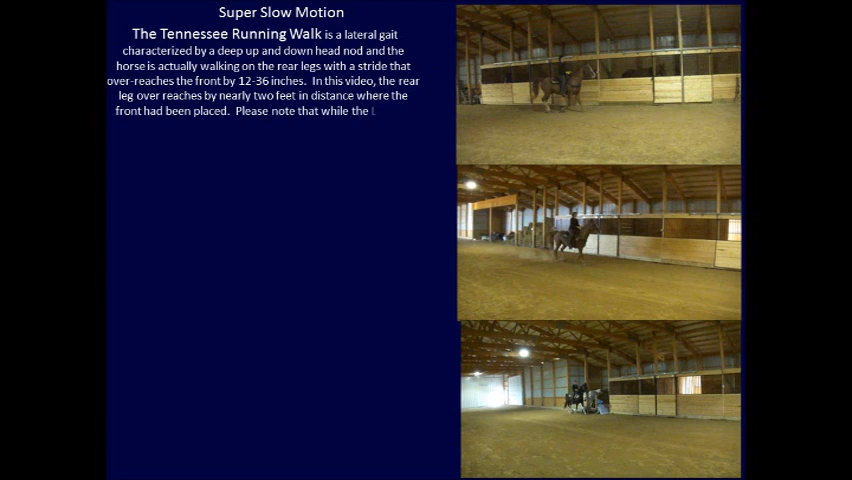 Super Slow Motion
The Tennessee Running Walk is a lateral gait
characterized by a deep up and down head nod and the
horse is actually walking on the rear legs with a stride that
over-reaches the front by 12-36 inches.  In this video, the rear
leg over reaches by nearly two feet in distance where the
front had been placed.  Please note that while the